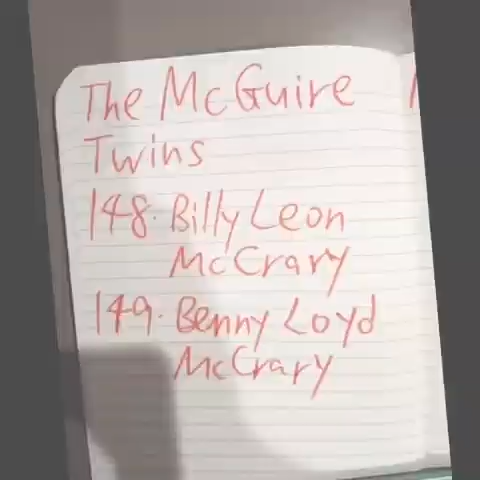 The McGuire
Twins
148. Billy Leon
McCrary
149. Benny Loyd
McCrary